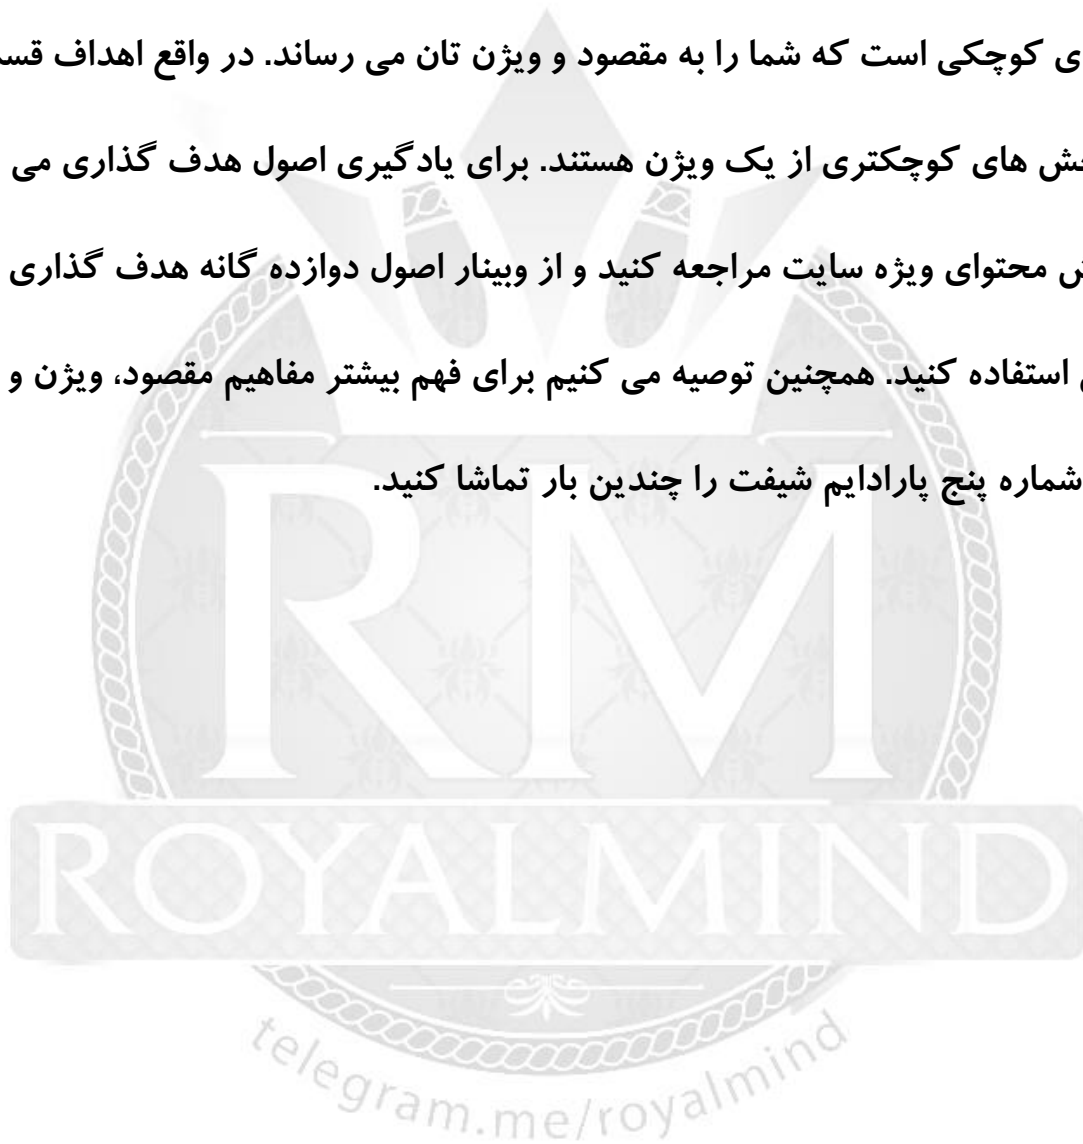 ی کوچکی است که شما را به مقصود و ویژن تان می رساند. در واقع اهداف
های کوچکتری از یک ویژن هستند. برای یادگیری اصول هدف گذاری می
محتوای ویژه سایت مراجعه کنید و از وبینار اصول دوازده گانه هدف گذاری
استفاده کنید. همچنین توصیه می کنیم برای فهم بیشتر مفاهیم مقصود، ویژن و
شماره پنج پارادایم شیفت را چندین بار تماشا کنید.
RM
ROYALMIND
telegram.me/royalmind